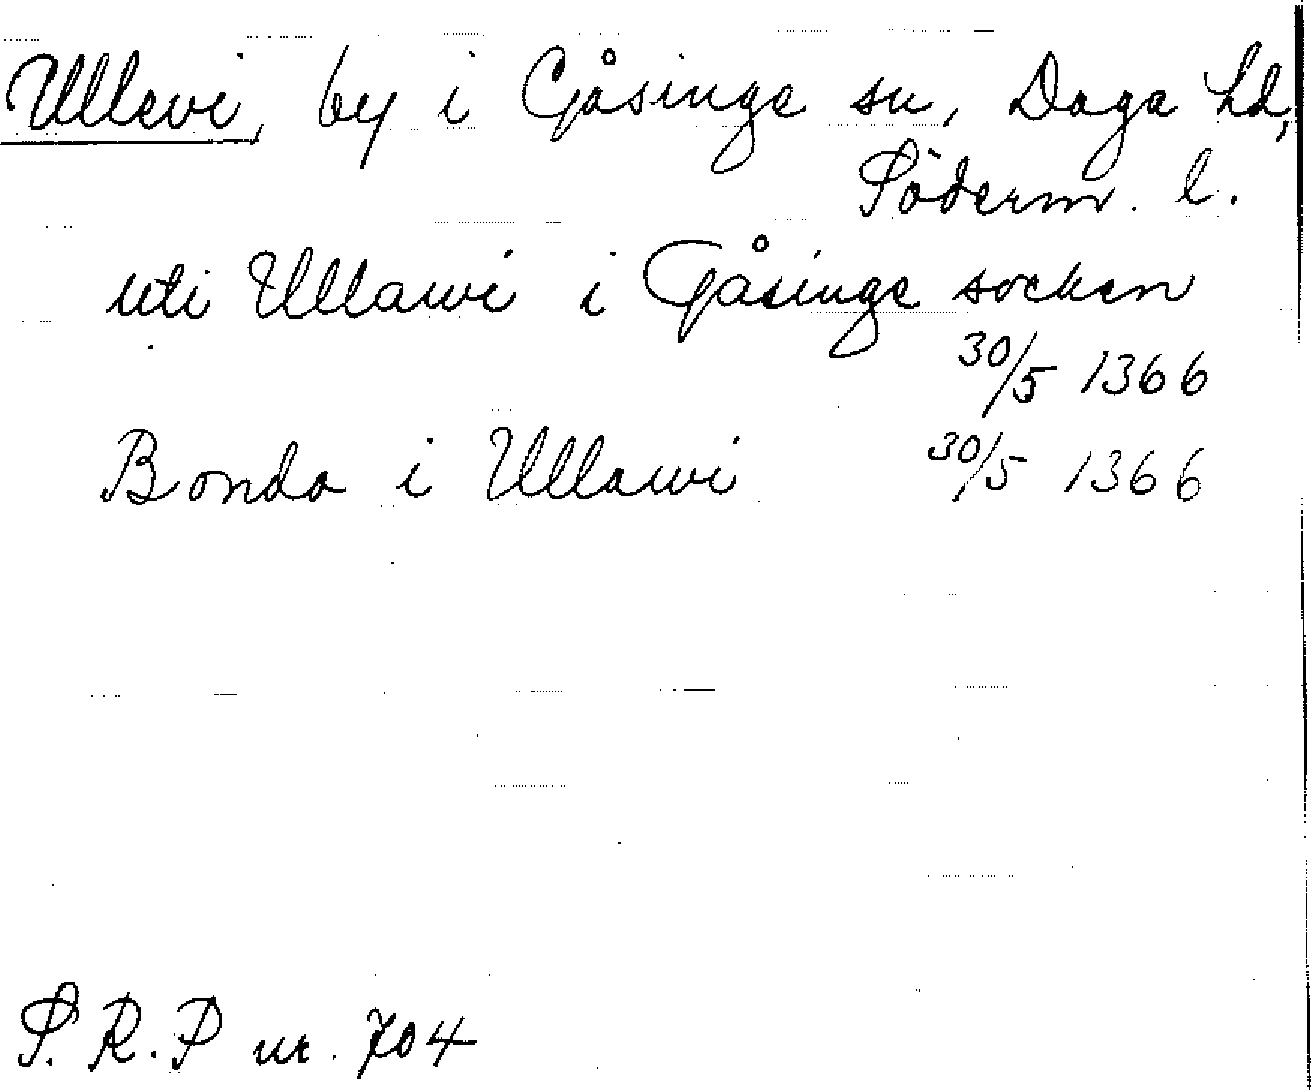 Ullevi, by i Gåsinge sn, Daga hd,
Söderm. l.
uti Ullawi i Gåsinge socken
30/5 1366
Bonda i Ullawi 30/5 1366
S. R. P nr. 704